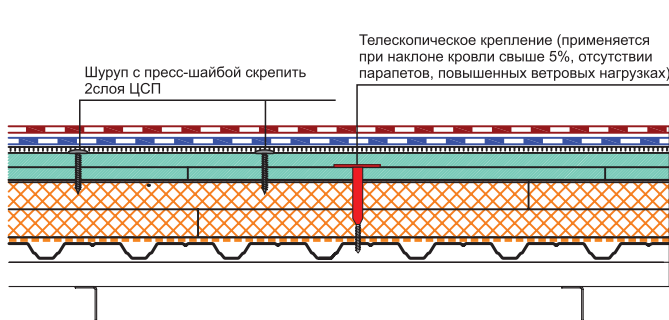 Телескопическое крепление (применяется
при наклоне кровли свыше 5%, отсутствии
парапетов, повышенных ветровых нагрузках)
Шуруп с пресс-шайбой скрепить
2слоя ЦСП